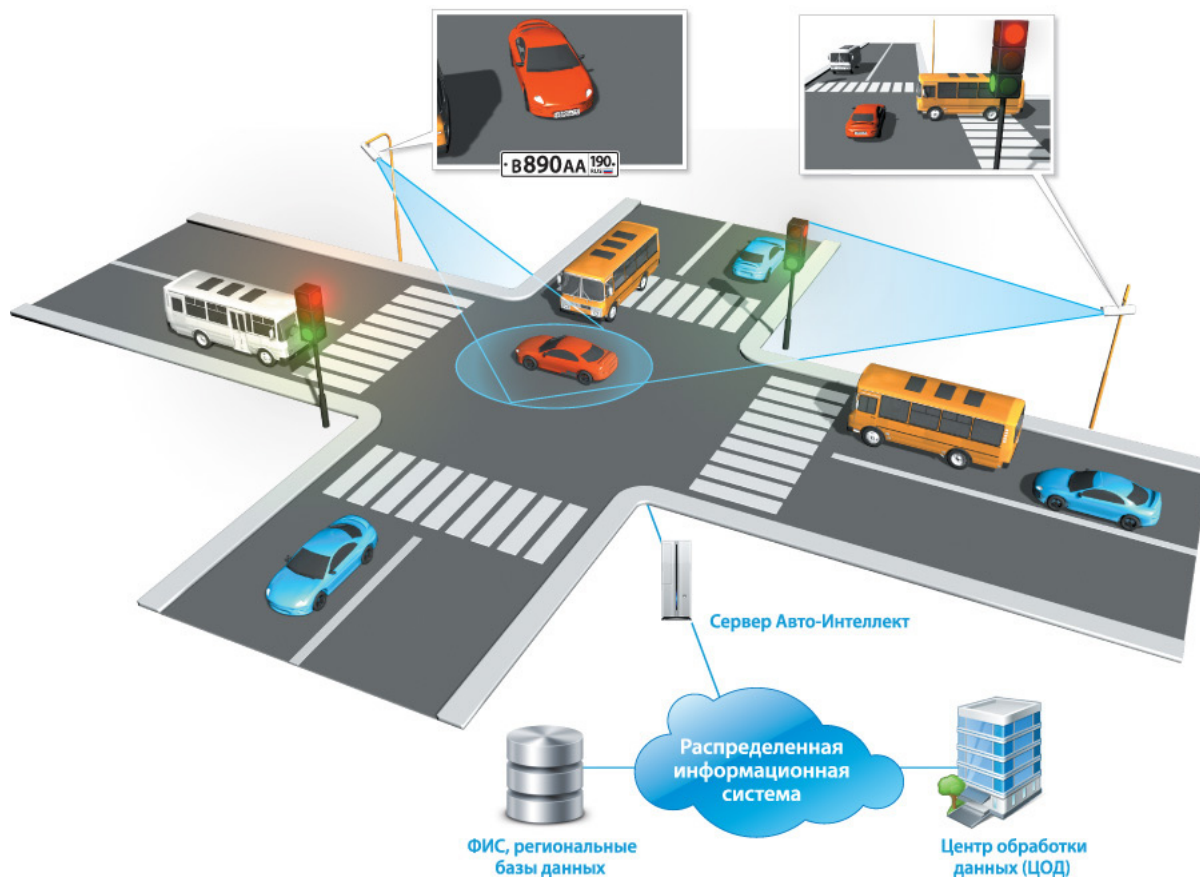 В890АА 190
RUS
Сервер Авто-Интеллект
Распределенная
информационная
система
ФИС, региональные
базы данных
Центр обработки
данных (ЦОД)